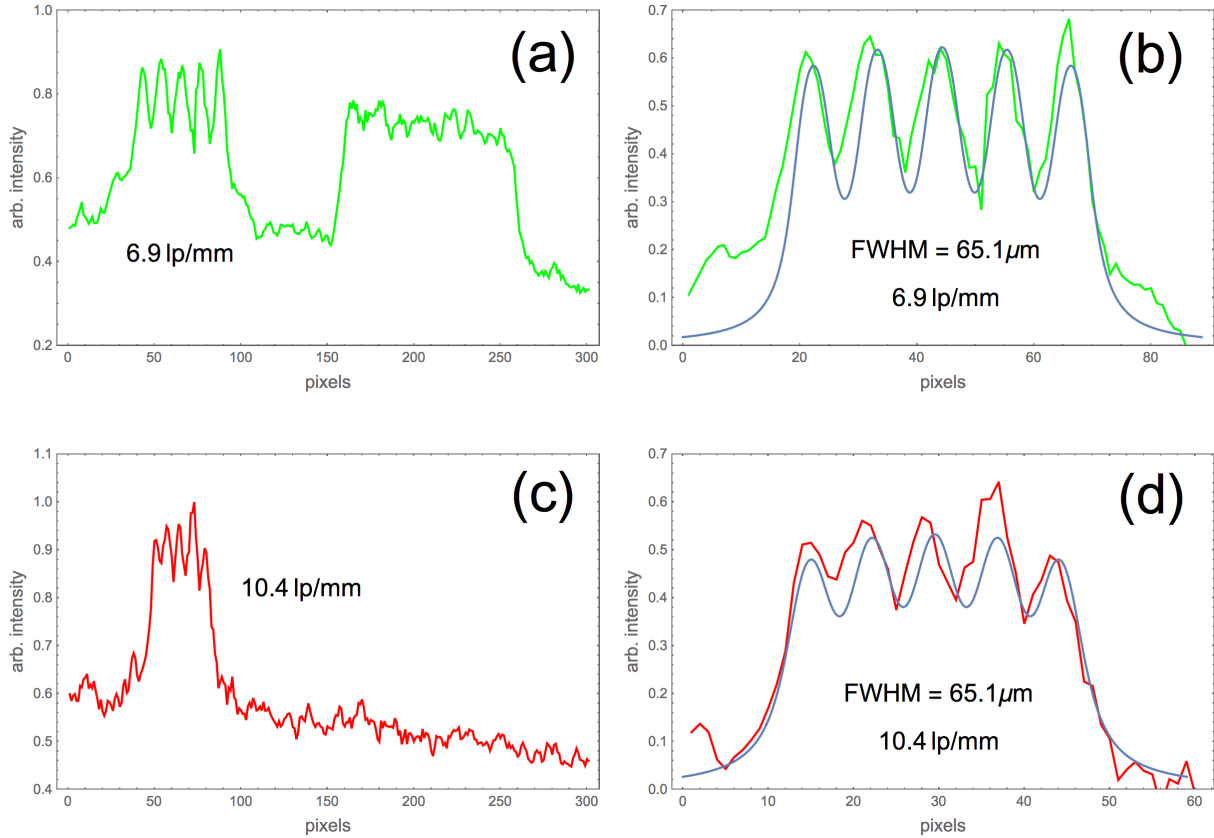 (a)
arb. intensity
1.0
0.8
0.6
0.4
0.2
6.9 lp/mm
0 50 100 150 200 250 300
pixels
(b)
arb. intensity
0.7
0.6
0.5
0.4
0.3
0.2
0.1
0.0
FWHM = 65.1μm
6.9 lp/mm
0 20 40 60 80
pixels
(c)
arb. intensity
1.1
1.0
0.9
0.8
0.7
0.6
0.5
0.4
10.4 lp/mm
0 50 100 150 200 250 300
pixels
(d)
arb. intensity
0.7
0.6
0.5
0.4
0.3
0.2
0.1
0.0
FWHM = 65.1μm
10.4 lp/mm
0 10 20 30 40 50 60
pixels